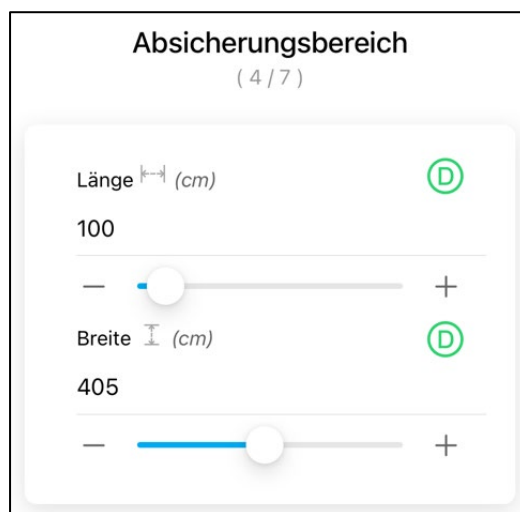 Absicherungsbereich
( 4 / 7 )
Länge (cm)
D
100
− +
Breite (cm)
D
405
− +